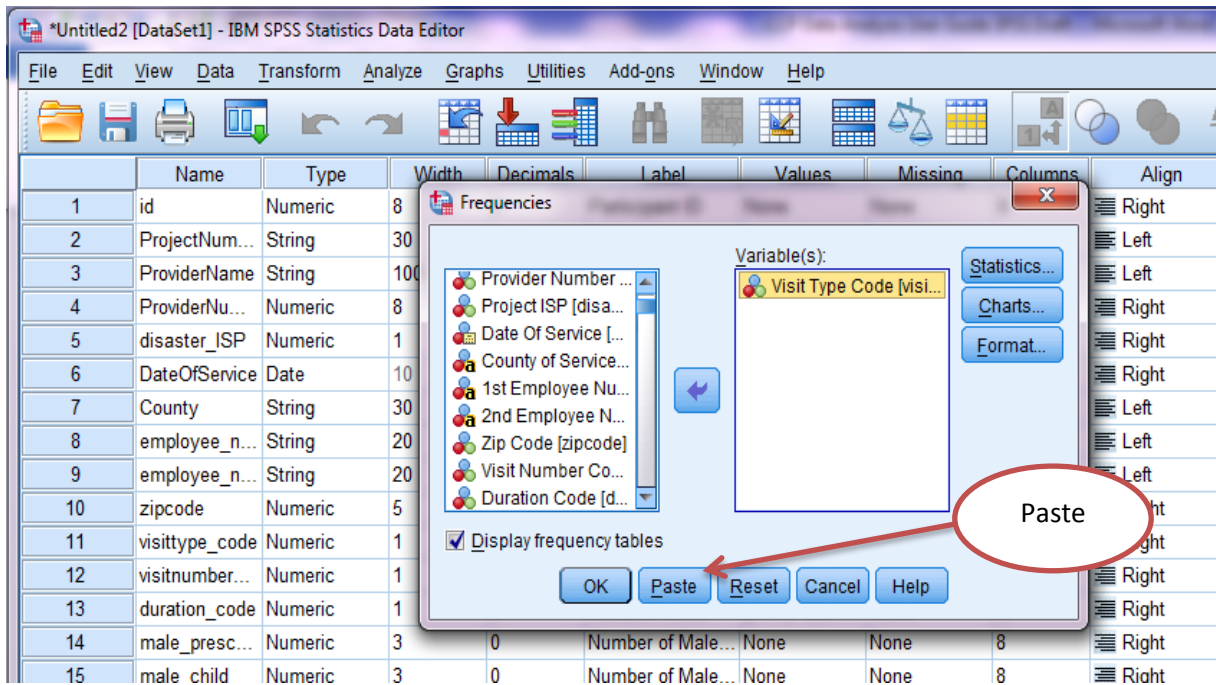 *Untitled2 [DataSet1] - IBM SPSS Statistics Data Editor
File Edit View Data Transform Analyze Graphs Utilities Add-ons Window Help
Name Type Width Decimals Label Values Missing Columns Align
1 id Numeric 8 Right
2 ProjectNum... String 30 Left
3 ProviderName String 100 Left
4 ProviderNu... Numeric 8 Right
5 disaster_ISP Numeric 1 Right
6 DateOfService Date 10 Right
7 County String 30 Left
8 employee_n... String 20 Left
9 employee_n... String 20 Left
10 zipcode Numeric 5
11 visittype_code Numeric 1
12 visitnumber... Numeric 1 Right
13 duration_code Numeric 1 Right
14 male_presc... Numeric 3 0 Number of Male... None None 8 Right
15 male_child Numeric 3 0 Number of Male... None None 8 Right
Frequencies
Provider Number ...
Project ISP [disa...
Date Of Service [...
County of Service...
1st Employee Nu...
2nd Employee N...
Zip Code [zipcode]
Visit Number Co...
Duration Code [d...
Variable(s):
Visit Type Code [visi...
Statistics...
Charts...
Format...
Display frequency tables
OK Paste Reset Cancel Help
Paste